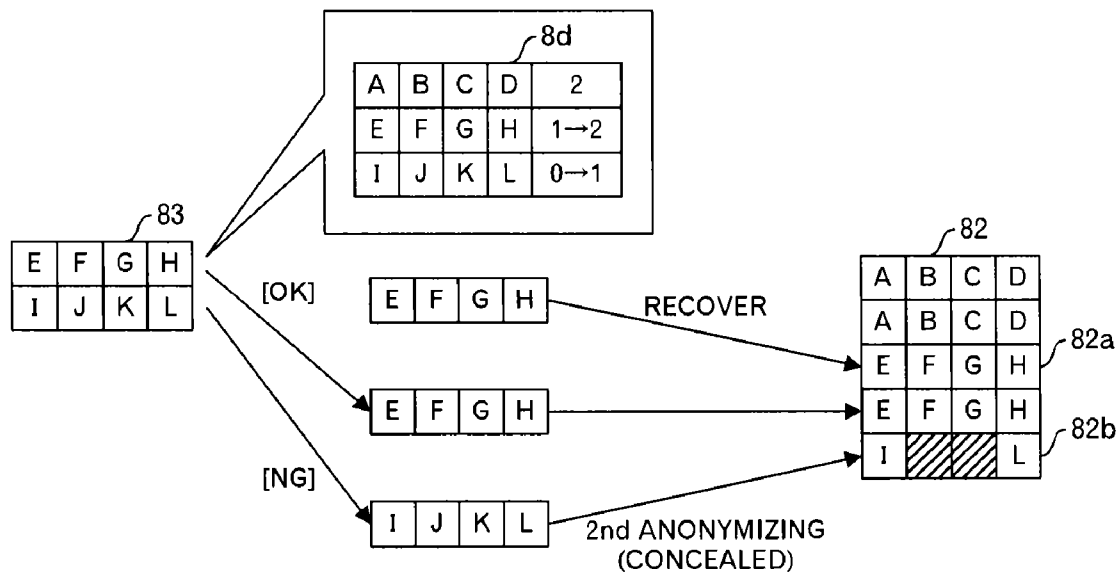 8d
A B C D 2
E F G H 1→2
I J K L 0→1
83
E F G H
I J K L
[OK]
E F G H
RECOVER
E F G H
[NG]
I J K L
2nd ANONYMIZING
(CONCEALED)
82
A B C D
A B C D
E F G H
82a
E F G H
I L
82b